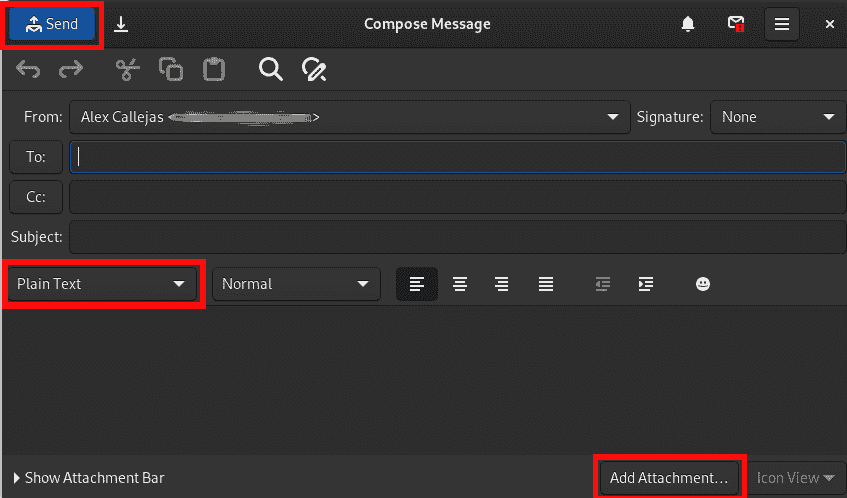 Send Compose Message
From: Alex Callejas < > Signature: None
To:
Cc:
Subject:
Plain Text Normal
Show Attachment Bar Add Attachment... Icon View